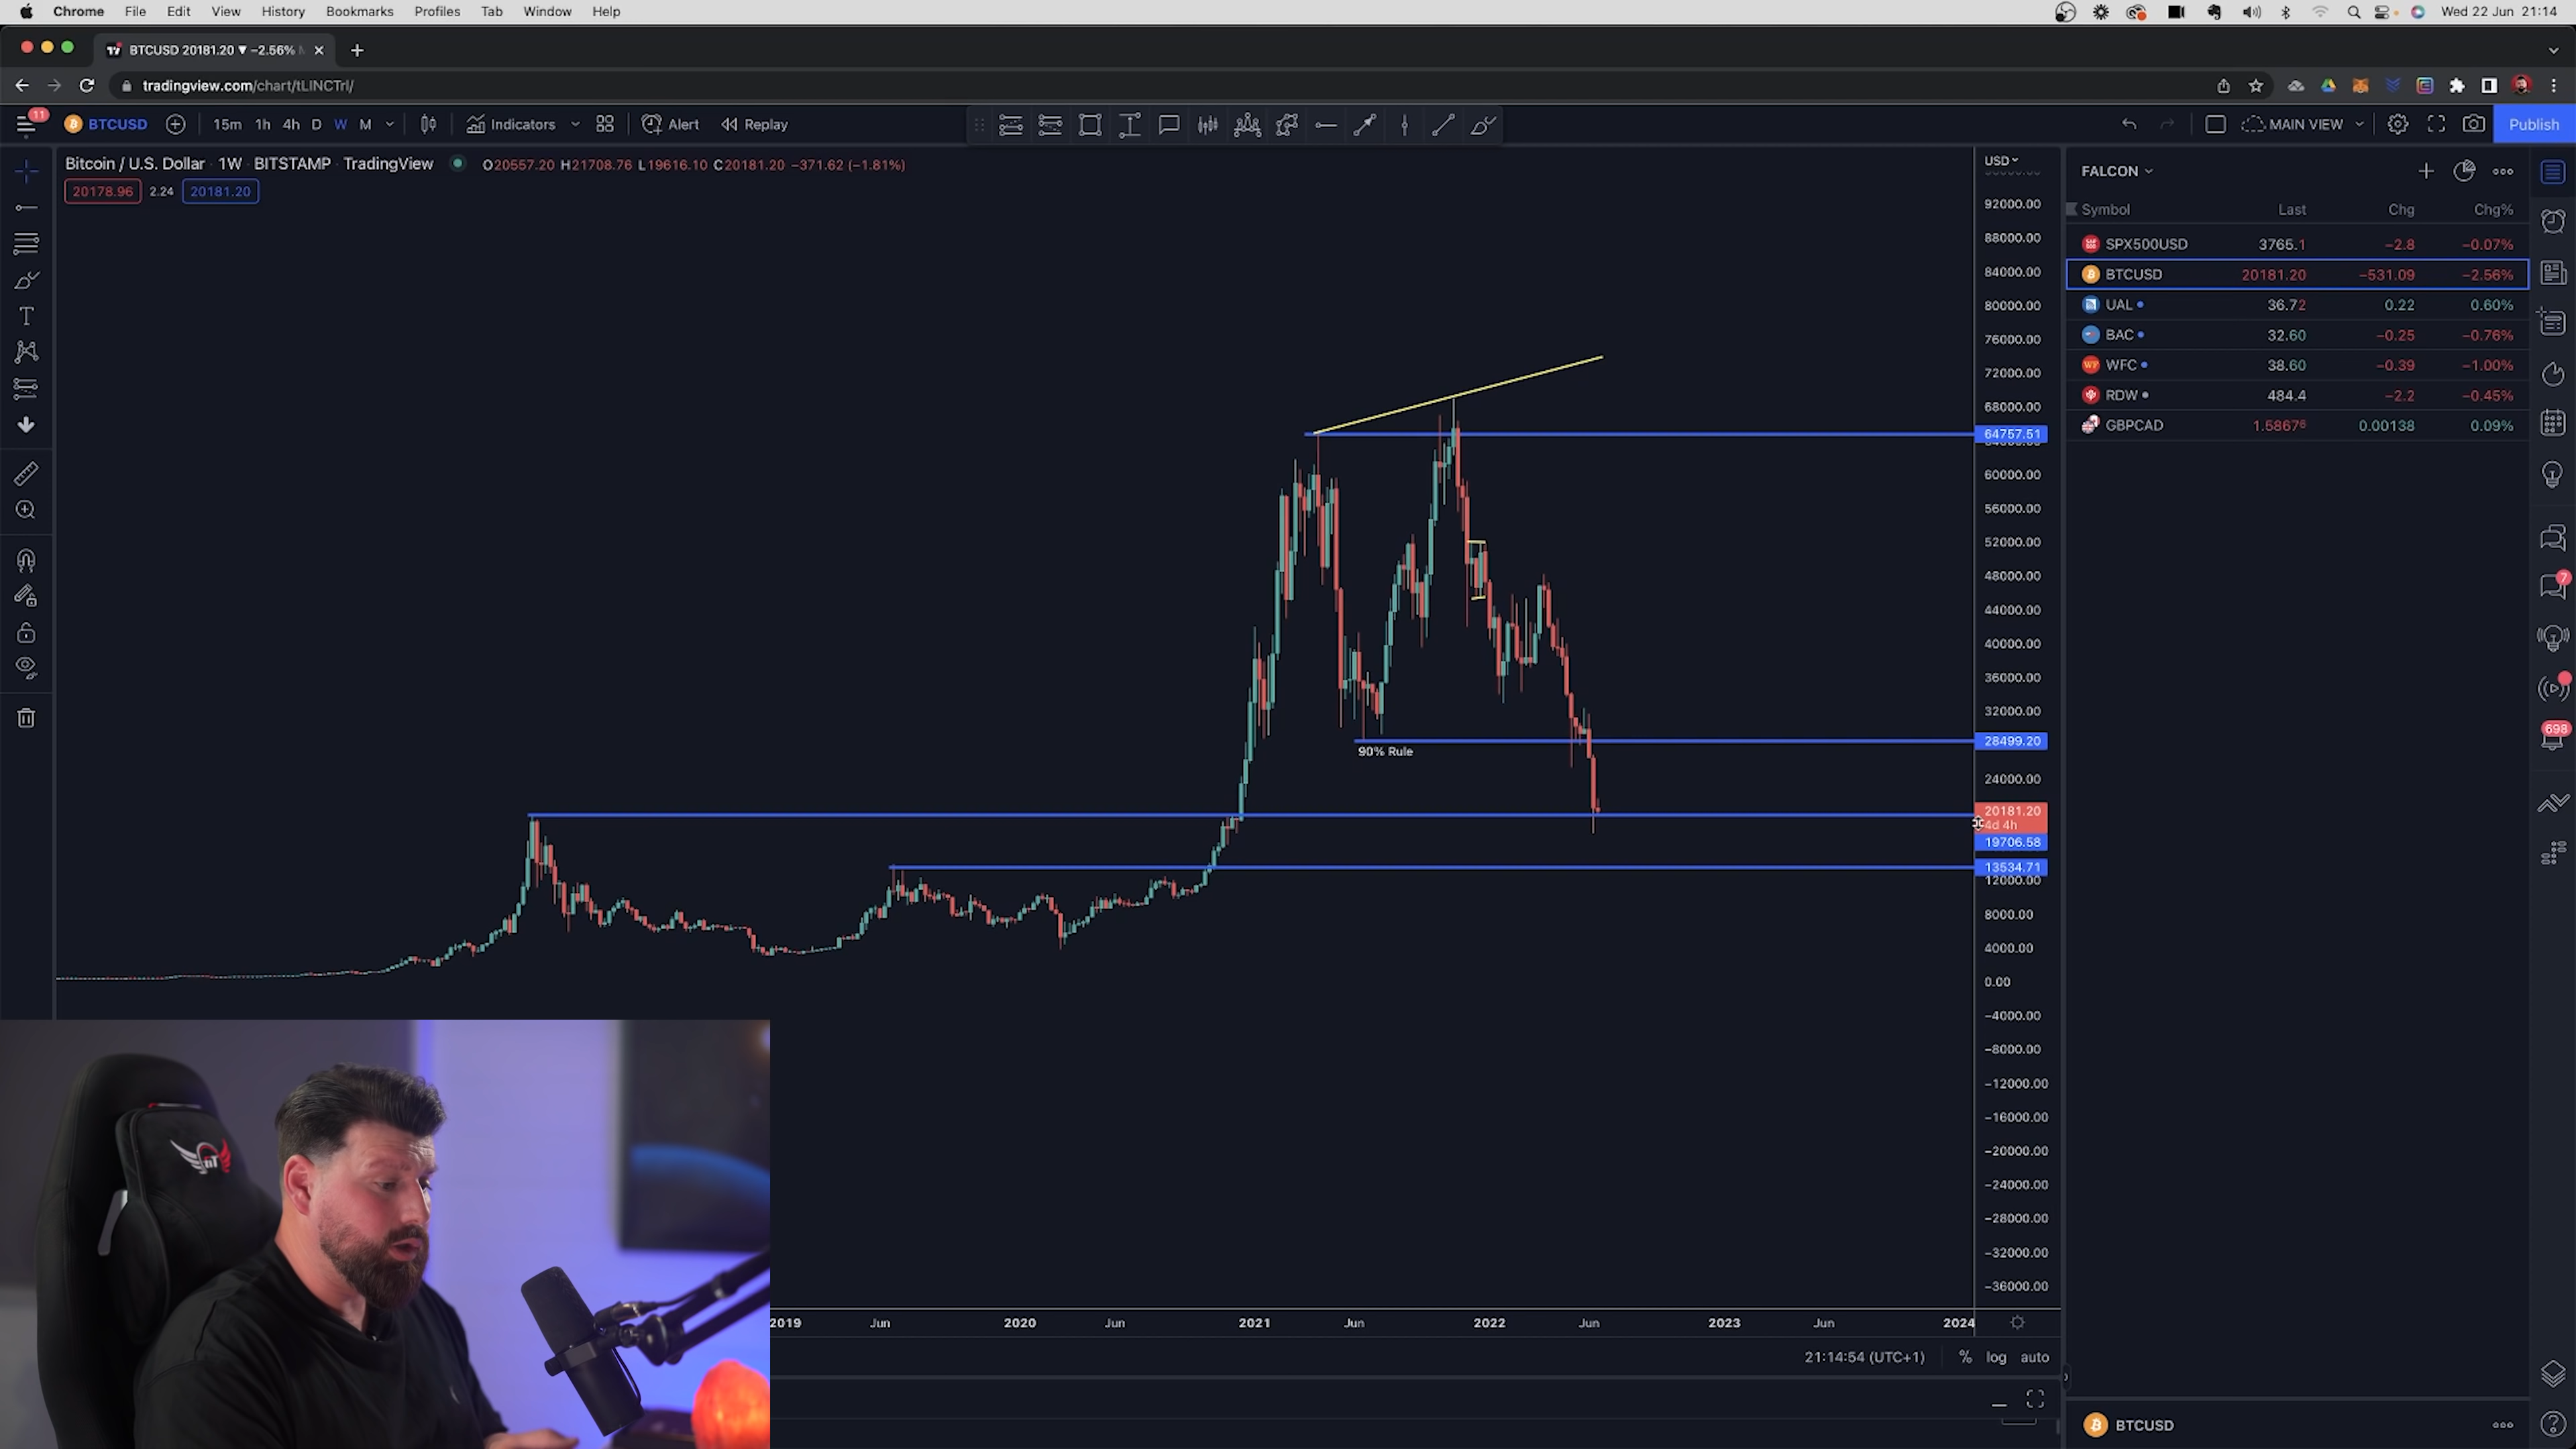 Chrome File Edit View History Bookmarks Profiles Tab Window Help Wed 22 Jun 21:14
BTCUSD 20181.20 ▼ −2.56%
tradingview.com/chart/tLINCTrl/
11 BTCUSD 15m 1h 4h D W M Indicators Alert Replay MAIN VIEW Publish
Bitcoin / U.S. Dollar 1W BITSTAMP TradingView O20557.20 H21708.76 L19616.10 C20181.20 −371.62 (−1.81%)
20178.96 2.24 20181.20
USD
92000.00
88000.00
84000.00
80000.00
76000.00
72000.00
68000.00
64757.51
60000.00
56000.00
52000.00
48000.00
44000.00
40000.00
36000.00
32000.00
28499.20
90% Rule
24000.00
20181.20
4d 4h
19706.58
13534.71
12000.00
8000.00
4000.00
0.00
−4000.00
−8000.00
−12000.00
−16000.00
−20000.00
−24000.00
−28000.00
−32000.00
−36000.00
2019 Jun 2020 Jun 2021 Jun 2022 Jun 2023 Jun 2024
21:14:54 (UTC+1) % log auto
FALCON
Symbol Last Chg Chg%
SPX500USD 3765.1 −2.8 −0.07%
BTCUSD 20181.20 −531.09 −2.56%
UAL 36.72 0.22 0.60%
BAC 32.60 −0.25 −0.76%
WFC 38.60 −0.39 −1.00%
RDW 484.4 −2.2 −0.45%
GBPCAD 1.58676 0.00138 0.09%
7
698
BTCUSD